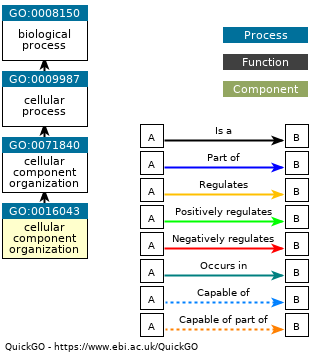 GO:0008150
biological
process
GO:0009987
cellular
process
GO:0071840
cellular
component
organization
GO:0016043
cellular
component
organization
Process
Function
Component
A Is a B
A Part of B
A Regulates B
A Positively regulates B
A Negatively regulates B
A Occurs in B
A Capable of B
A Capable of part of B
QuickGO - https://www.ebi.ac.uk/QuickGO